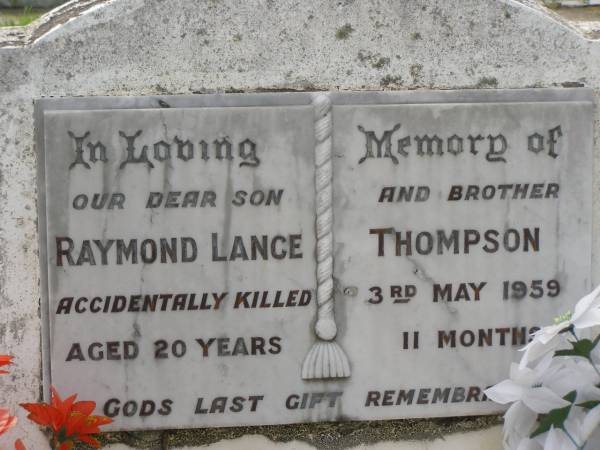 In Loving Memory of
OUR DEAR SON AND BROTHER
RAYMOND LANCE THOMPSON
ACCIDENTALLY KILLED 3RD MAY 1959
AGED 20 YEARS 11 MONTHS
GODS LAST GIFT